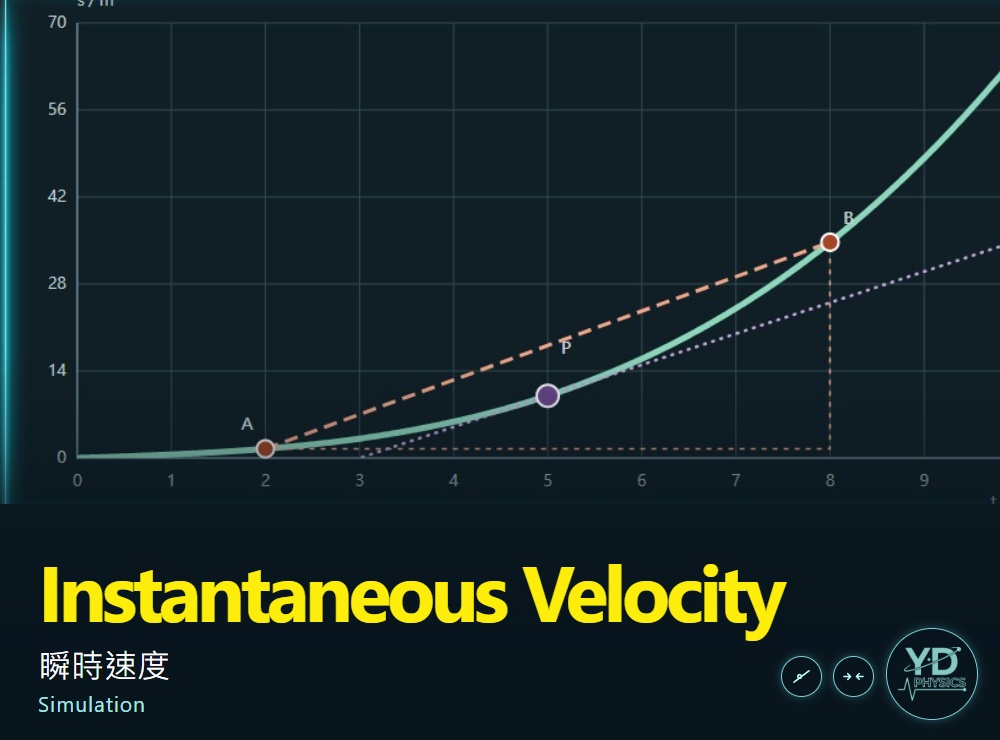 s / m
70
56
42
28
14
0
B
P
A
0 1 2 3 4 5 6 7 8 9
t
Instantaneous Velocity
瞬時速度
Simulation
YD
PHYSICS